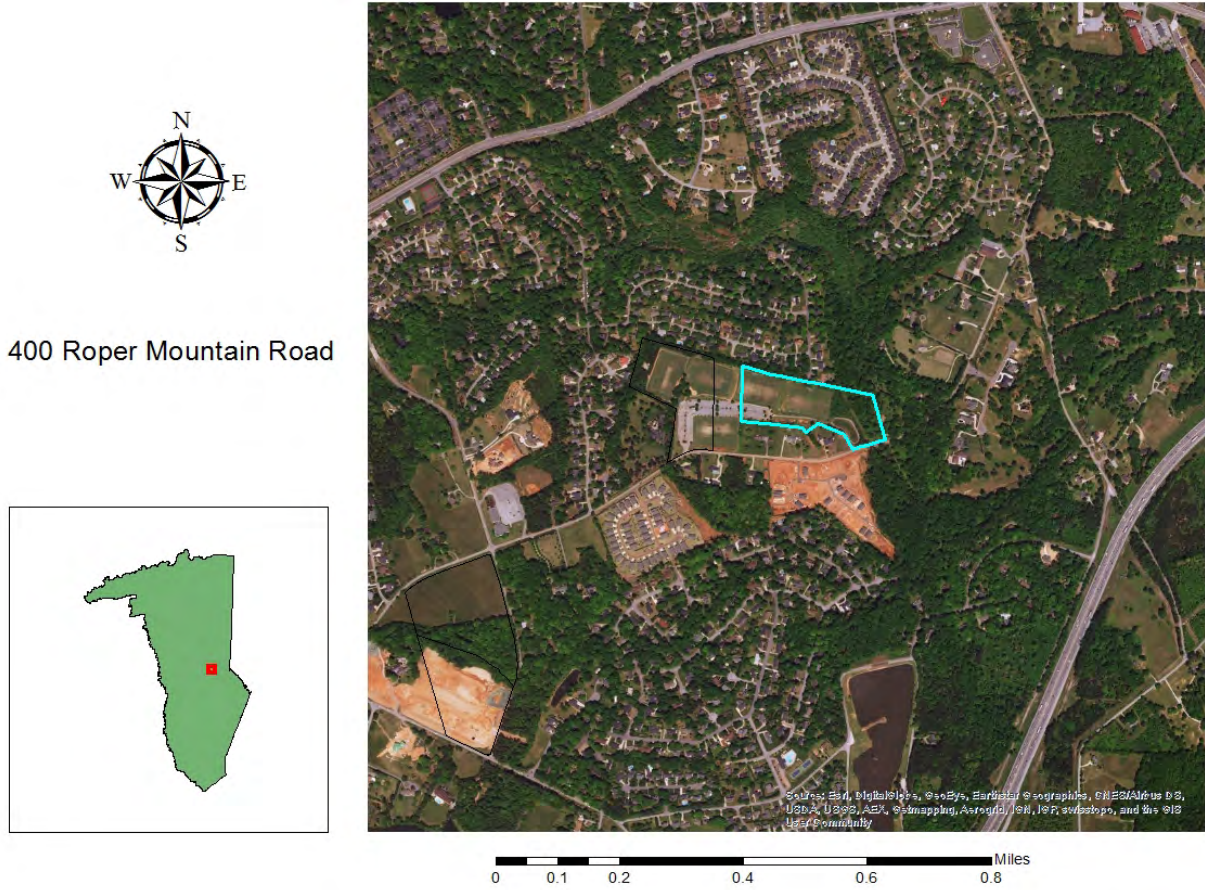 N
W E
S
400 Roper Mountain Road
Source: Esri, DigitalGlobe, GeoEye, Earthstar Geographics, CNES/Airbus DS,
USDA, USGS, AEX, Getmapping, Aerogrid, IGN, IGP, swisstopo, and the GIS
User Community
Miles
0 0.1 0.2 0.4 0.6 0.8